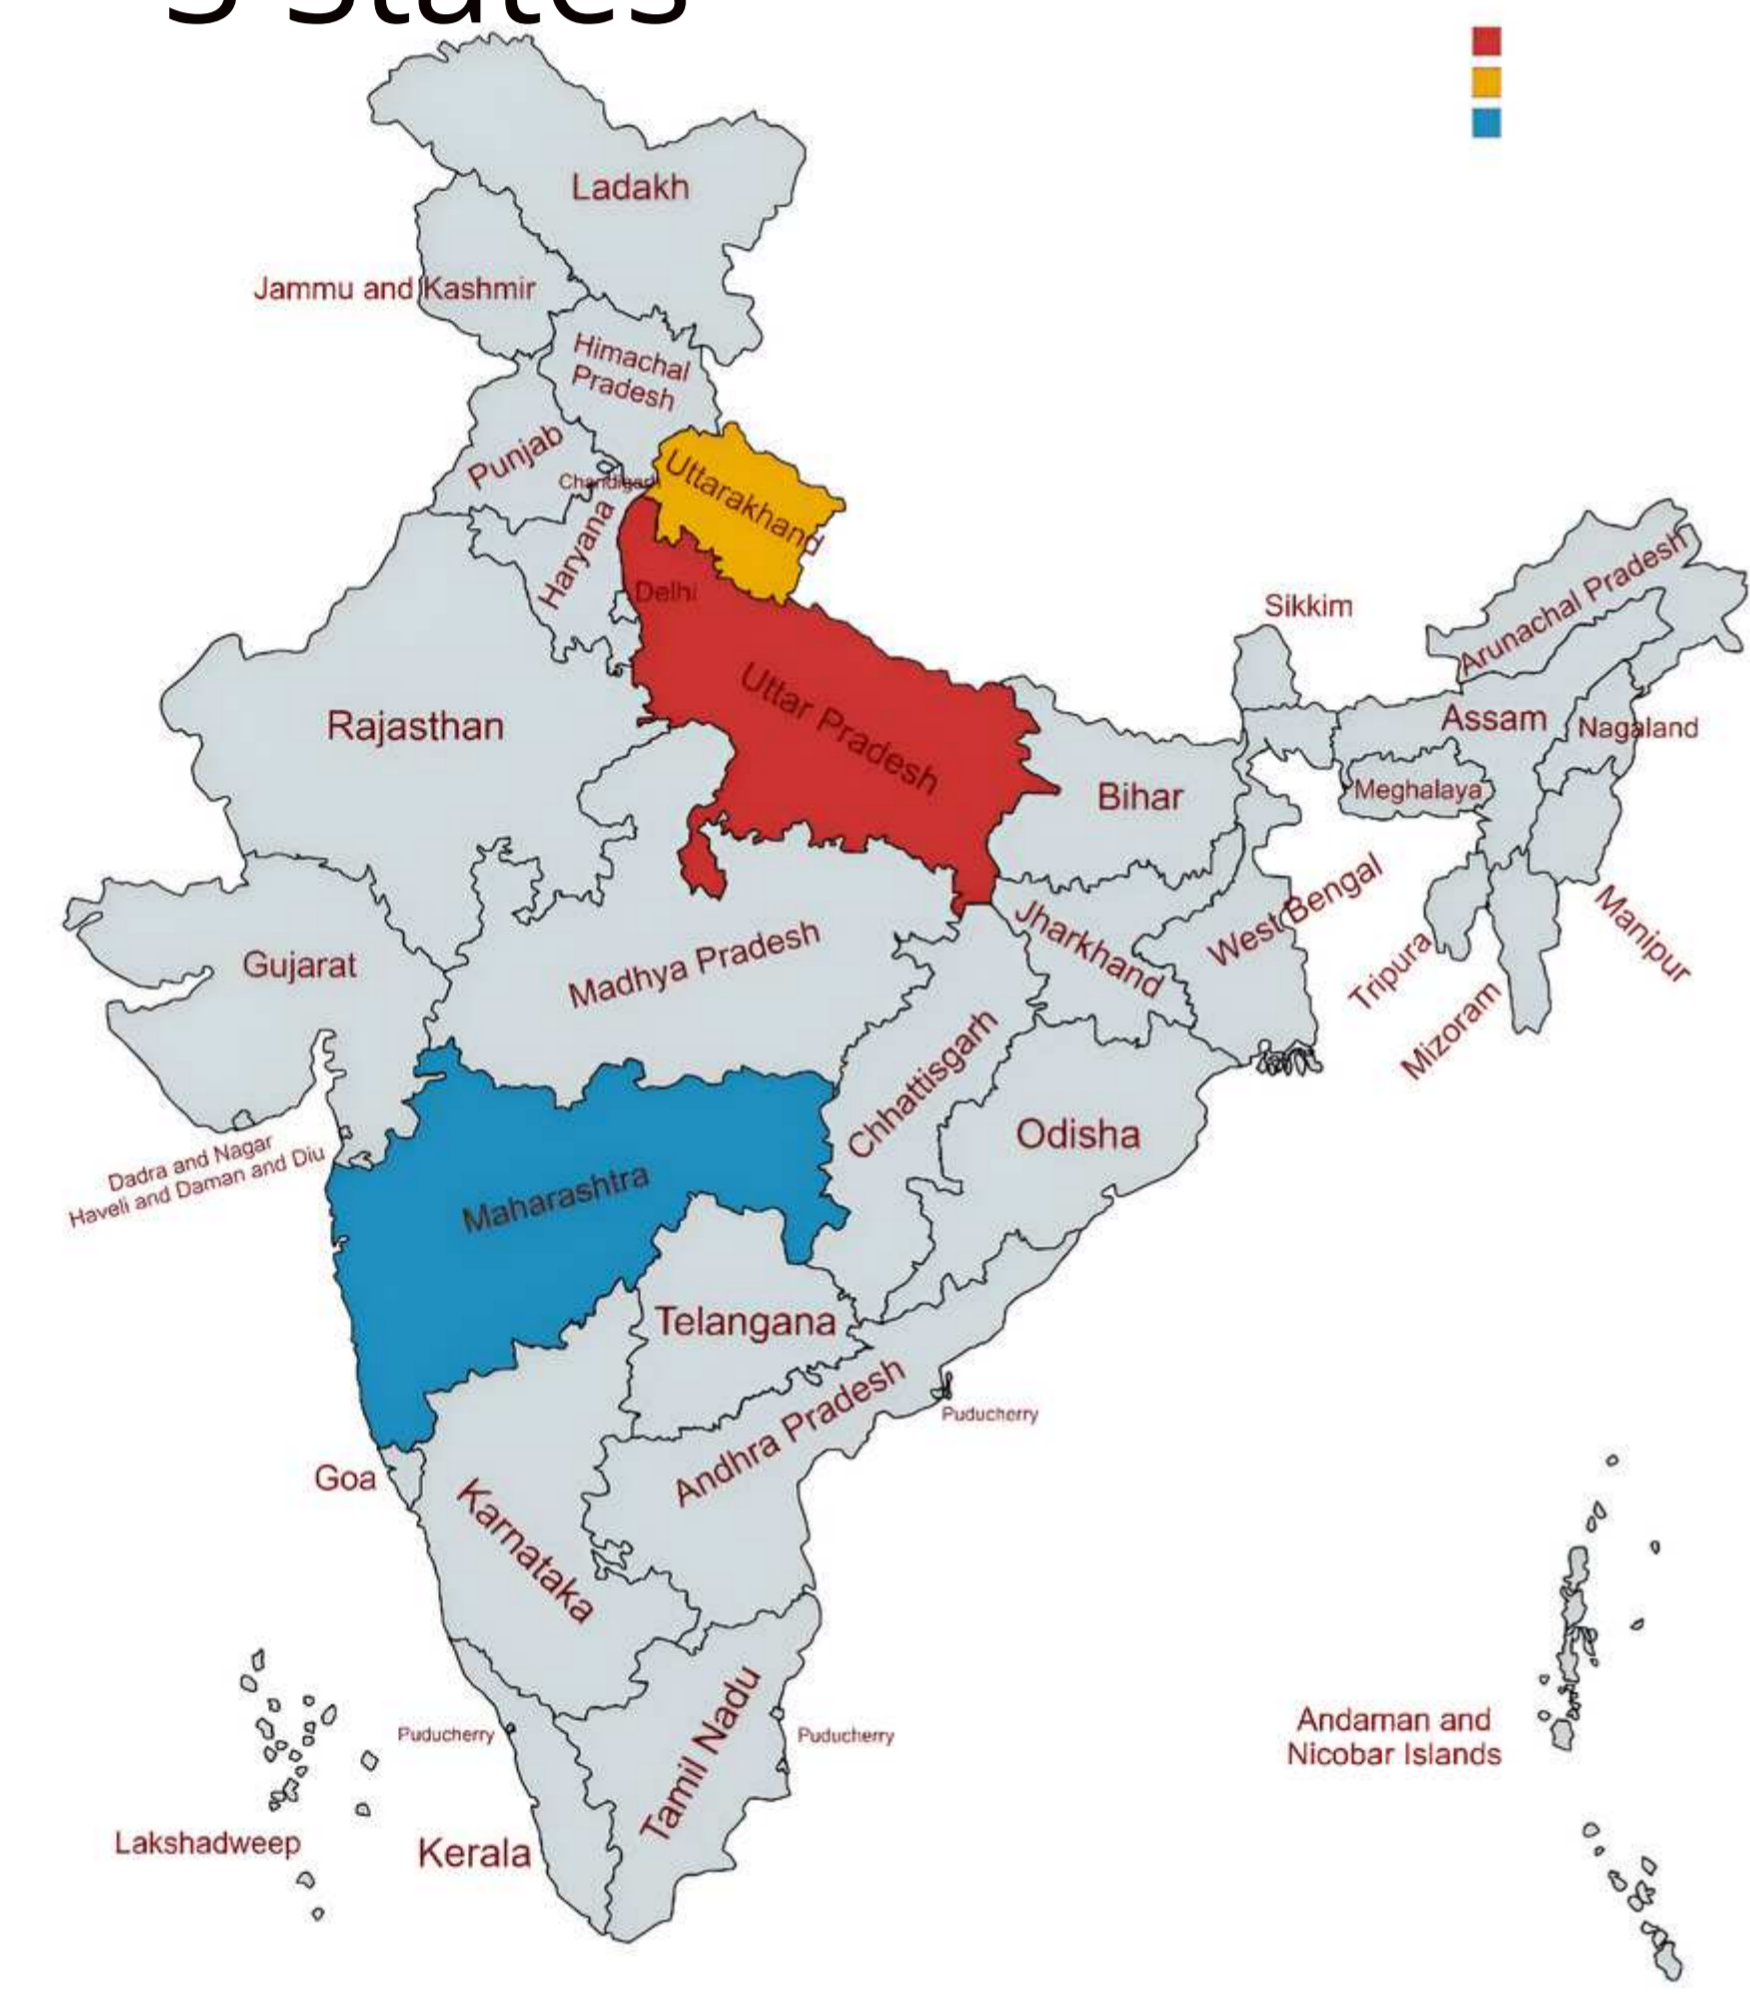 3 States
Ladakh
Jammu and Kashmir
Himachal
Pradesh
Punjab
Chandigarh
Uttarakhand
Haryana
Delhi
Arunachal Pradesh
Sikkim
Uttar Pradesh
Rajasthan
Assam
Nagaland
Bihar
Meghalaya
West Bengal
Manipur
Jharkhand
Tripura
Gujarat
Madhya Pradesh
Mizoram
Chhattisgarh
Odisha
Dadra and Nagar
Haveli and Daman and Diu
Maharashtra
Telangana
Andhra Pradesh
Puducherry
Goa
Karnataka
Puducherry
Puducherry
Tamil Nadu
Andaman and
Nicobar Islands
Lakshadweep
Kerala